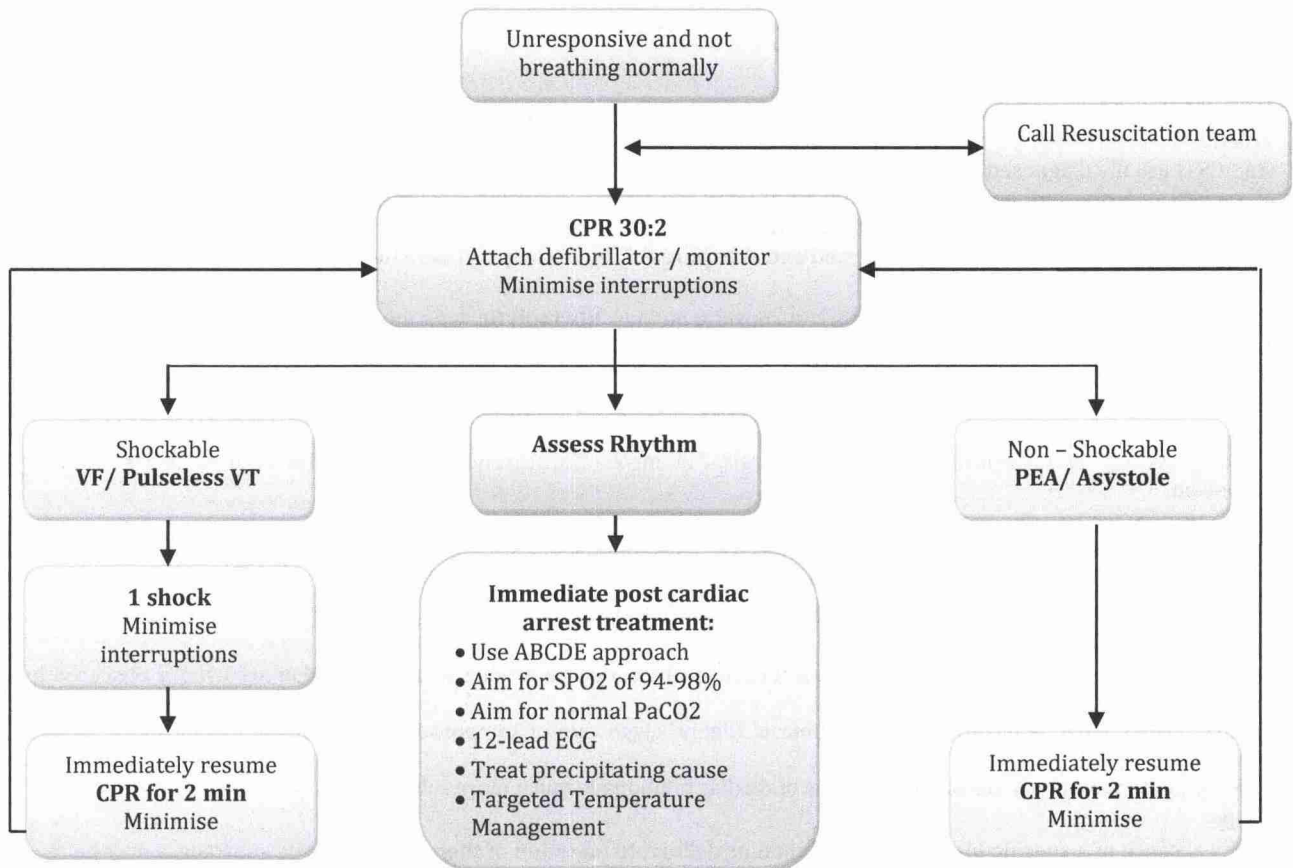 Unresponsive and not
breathing normally
Call Resuscitation team
CPR 30:2
Attach defibrillator / monitor
Minimise interruptions
Shockable
VF/ Pulseless VT
Assess Rhythm
Non – Shockable
PEA/ Asystole
1 shock
Minimise
interruptions
Immediate post cardiac
arrest treatment:
• Use ABCDE approach
• Aim for SPO2 of 94-98%
• Aim for normal PaCO2
• 12-lead ECG
• Treat precipitating cause
• Targeted Temperature
Management
Immediately resume
CPR for 2 min
Minimise
Immediately resume
CPR for 2 min
Minimise